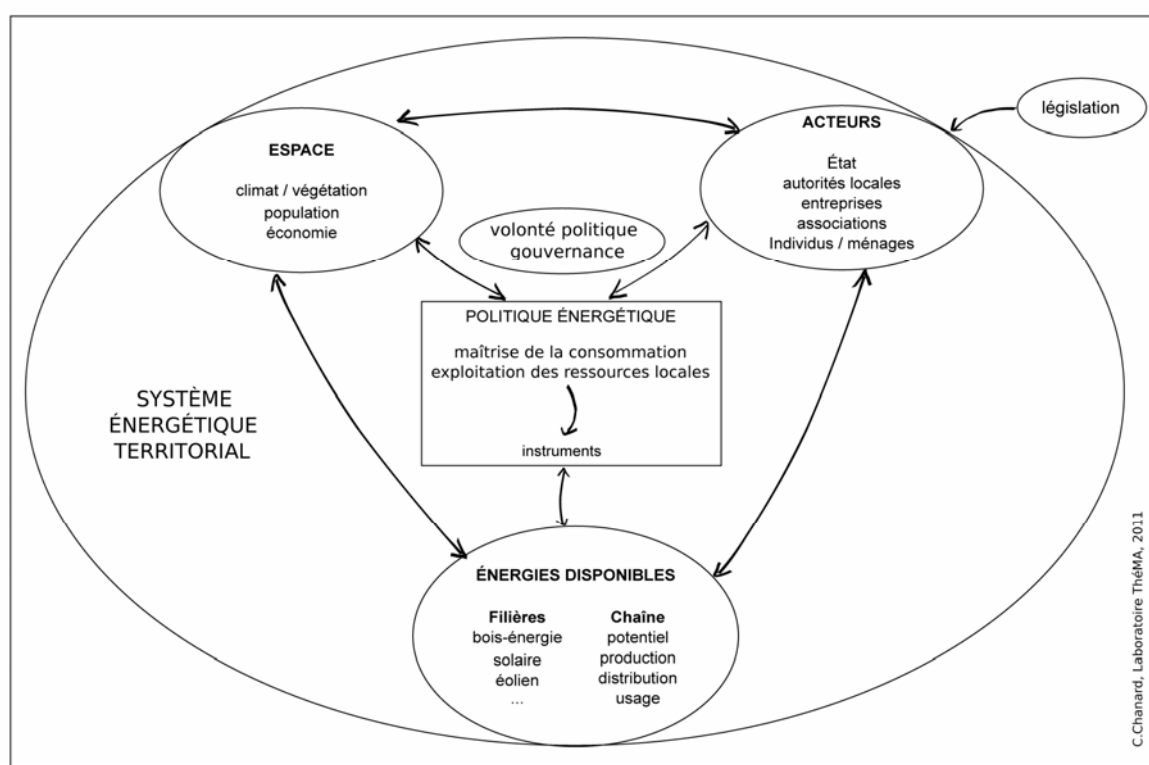 législation
ESPACE
climat / végétation
population
économie
ACTEURS
État
autorités locales
entreprises
associations
Individus / ménages
volonté politique
gouvernance
POLITIQUE ÉNERGÉTIQUE
maîtrise de la consommation
exploitation des ressources locales
instruments
SYSTÈME
ÉNERGÉTIQUE
TERRITORIAL
ÉNERGIES DISPONIBLES
Filières
bois-énergie
solaire
éolien
...
Chaîne
potentiel
production
distribution
usage
C.Chanard, Laboratoire ThéMA, 2011